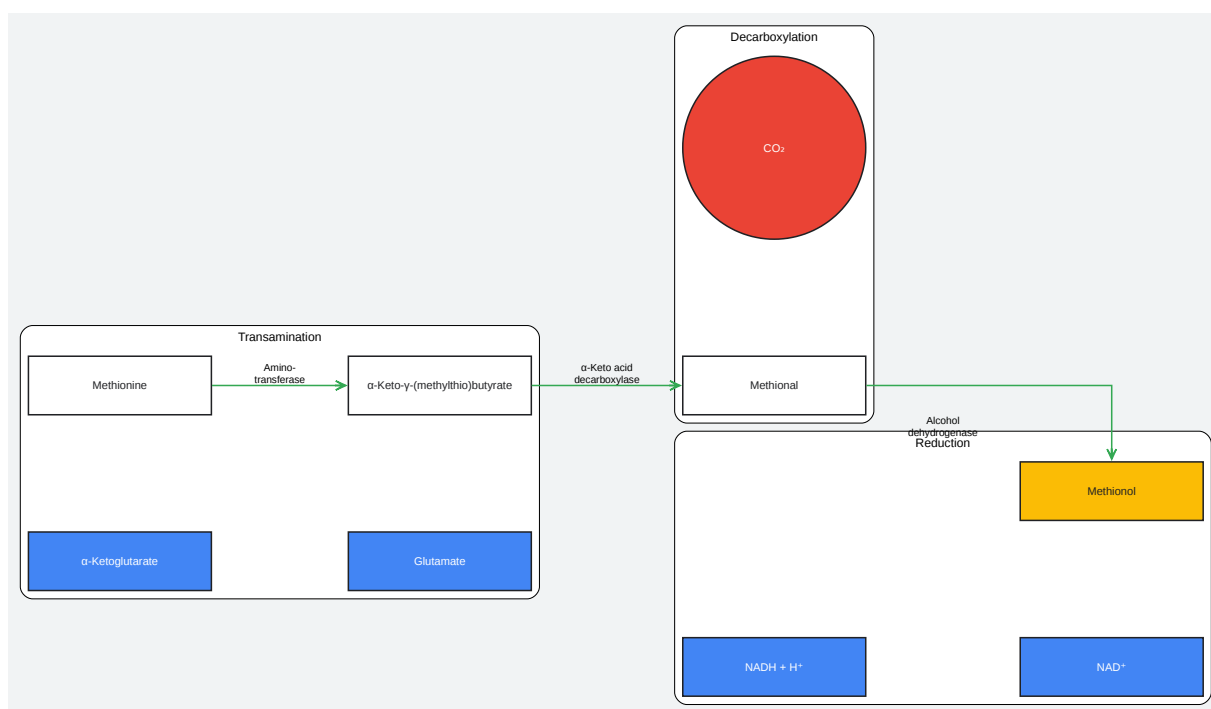 Decarboxylation
CO₂
Transamination
Methionine
Amino-
transferase
α-Keto-γ-(methylthio)butyrate
α-Keto acid
decarboxylase
Methional
Alcohol
dehydrogenase
Reduction
Methionol
α-Ketoglutarate
Glutamate
NADH + H⁺
NAD⁺